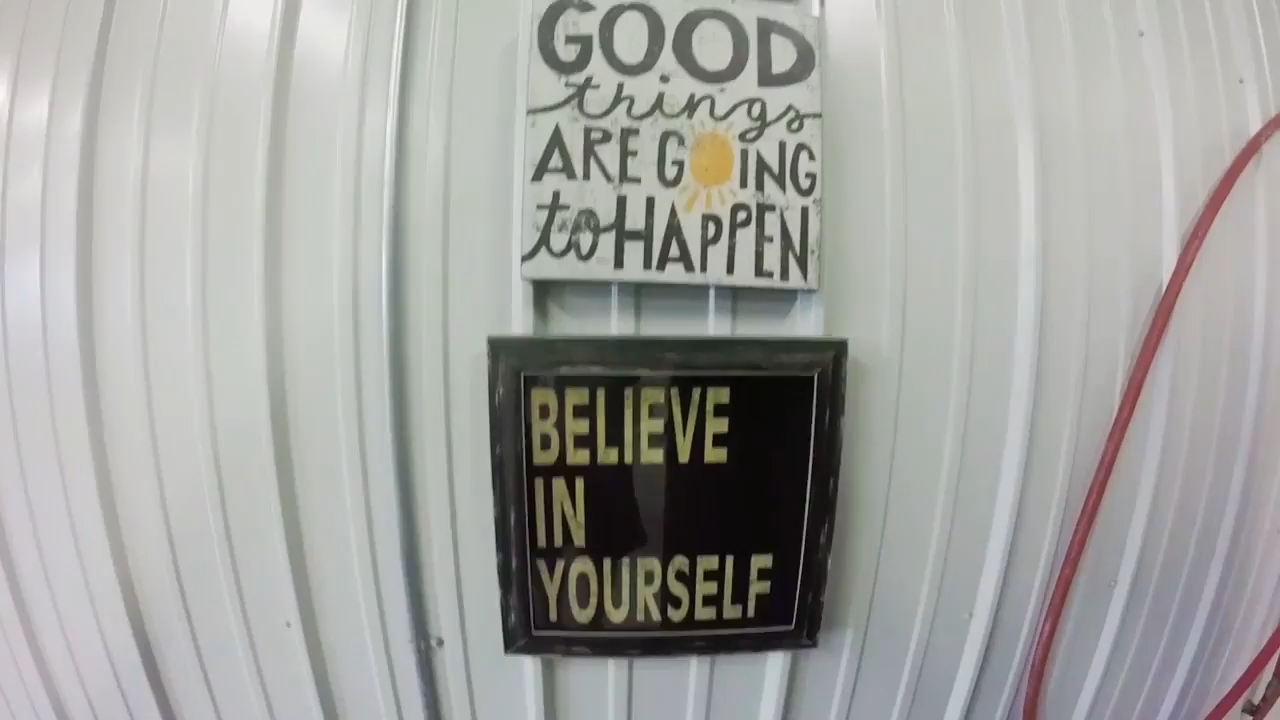 GOOD
things
ARE GOING
to HAPPEN
BELIEVE
IN
YOURSELF